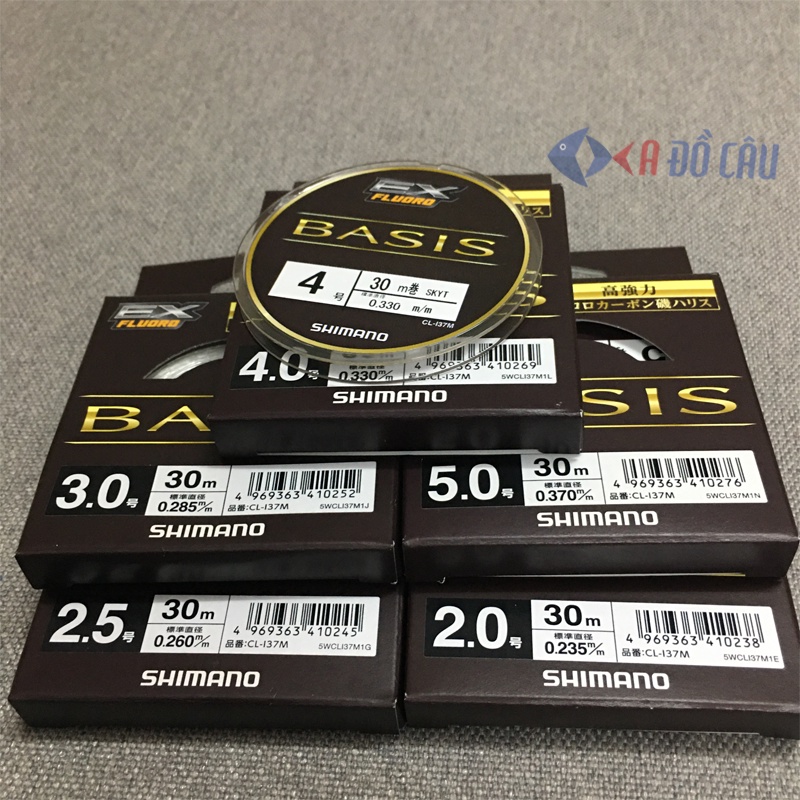 A ĐỒ CÂU
EX
FLUORO
BASIS
4号
30 m巻 SKYT
標準直径
0.330 m/m
SHIMANO
CL-I37M
4.0号
30m
0.330m/m
4 969363 410269
品番:CL-I37M
5WCLI37M1L
SHIMANO
EX
FLUORO
BA
3.0号
30m
標準直径
0.285m/m
4 969363 410252
品番:CL-I37M
5WCLI37M1J
SHIMANO
高強力
ロロカーボン磯ハリス
SIS
5.0号
30m
標準直径
0.370m/m
4 969363 410276
品番:CL-I37M
5WCLI37M1N
SHIMANO
2.5号
30m
標準直径
0.260m/m
4 969363 410245
品番:CL-I37M
5WCLI37M1G
SHIMANO
2.0号
30m
標準直径
0.235m/m
4 969363 410238
品番:CL-I37M
5WCLI37M1E
SHIMANO